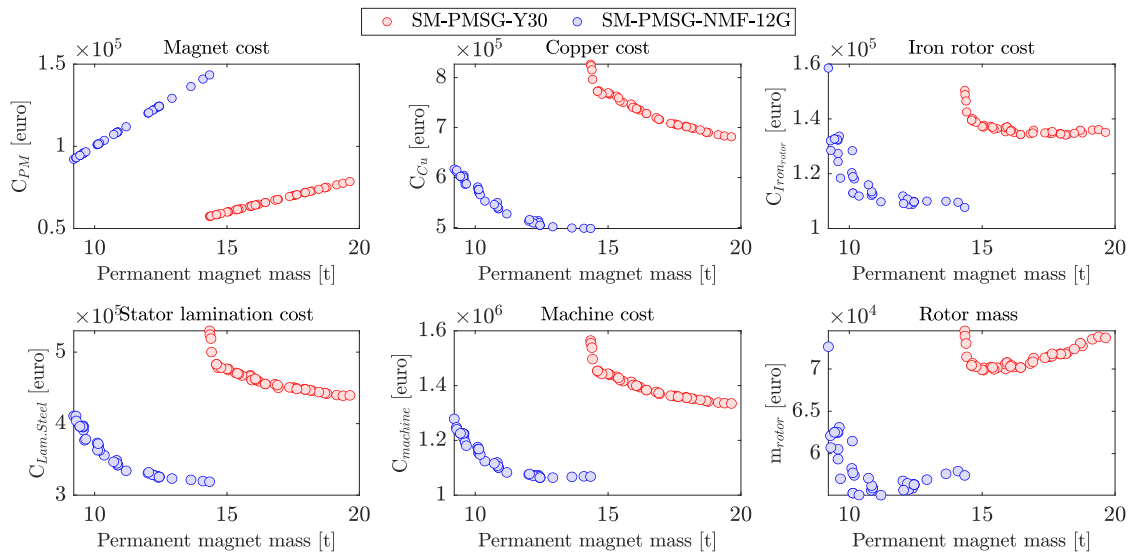 SM-PMSG-Y30 SM-PMSG-NMF-12G
×10^5 Magnet cost
1.5
1
0.5
C_PM [euro]
10 15 20
Permanent magnet mass [t]
×10^5 Copper cost
8
7
6
5
C_Cu [euro]
10 15 20
Permanent magnet mass [t]
×10^5 Iron rotor cost
1.6
1.4
1.2
1
C_Iron_rotor [euro]
10 15 20
Permanent magnet mass [t]
×10^5 Stator lamination cost
5
4
3
C_Lam.Steel [euro]
10 15 20
Permanent magnet mass [t]
×10^6 Machine cost
1.6
1.4
1.2
1
C_machine [euro]
10 15 20
Permanent magnet mass [t]
×10^4 Rotor mass
7
6
m_rotor [euro]
10 15 20
Permanent magnet mass [t]